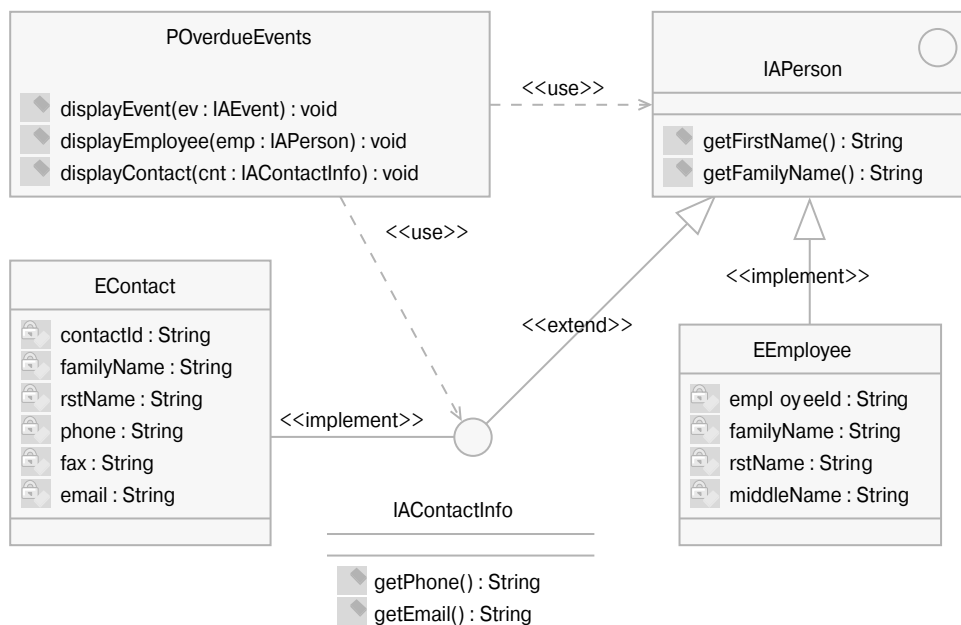 POverdueEvents
displayEvent(ev : IAEvent) : void
displayEmployee(emp : IAPerson) : void
displayContact(cnt : IAContactInfo) : void
<<use>>
IAPerson
getFirstName() : String
getFamilyName() : String
<<use>>
EContact
contactId : String
familyName : String
rstName : String
phone : String
fax : String
email : String
<<implement>>
<<extend>>
<<implement>>
EEmployee
empl oyeeId : String
familyName : String
rstName : String
middleName : String
IAContactInfo
getPhone() : String
getEmail() : String